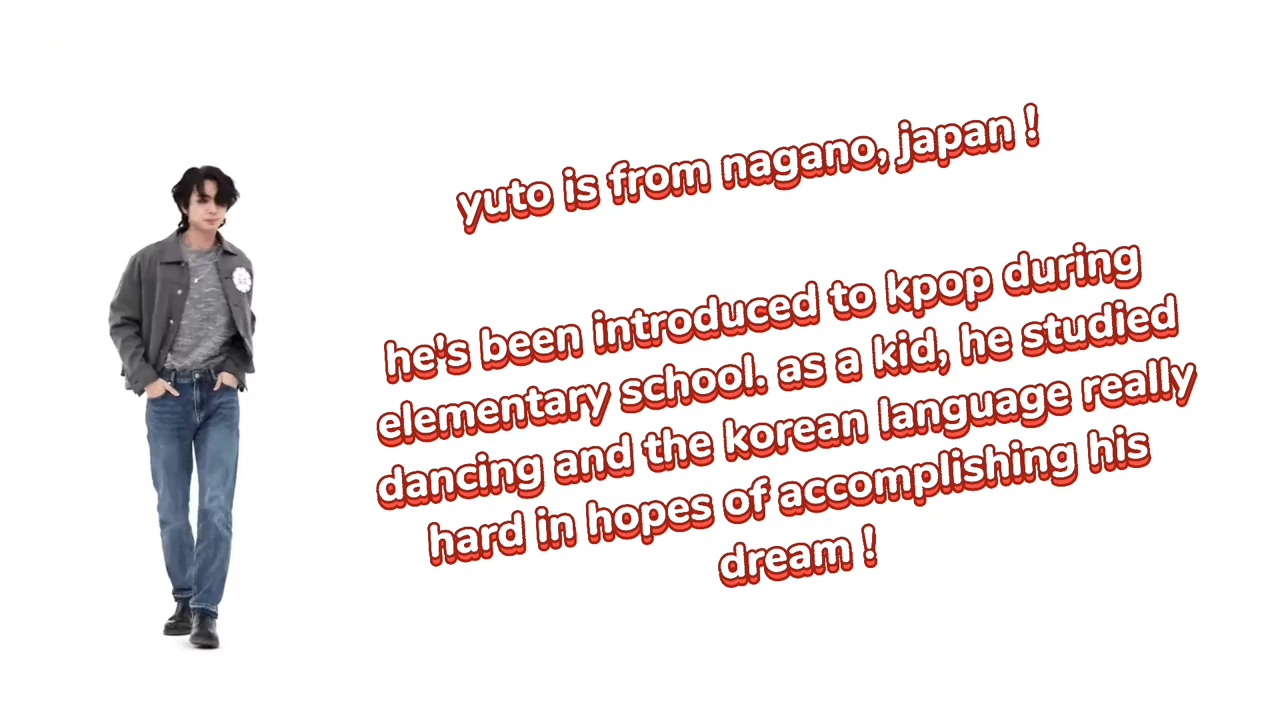 yuto is from nagano, japan !
he's been introduced to kpop during
elementary school. as a kid, he studied
dancing and the korean language really
hard in hopes of accomplishing his
dream !